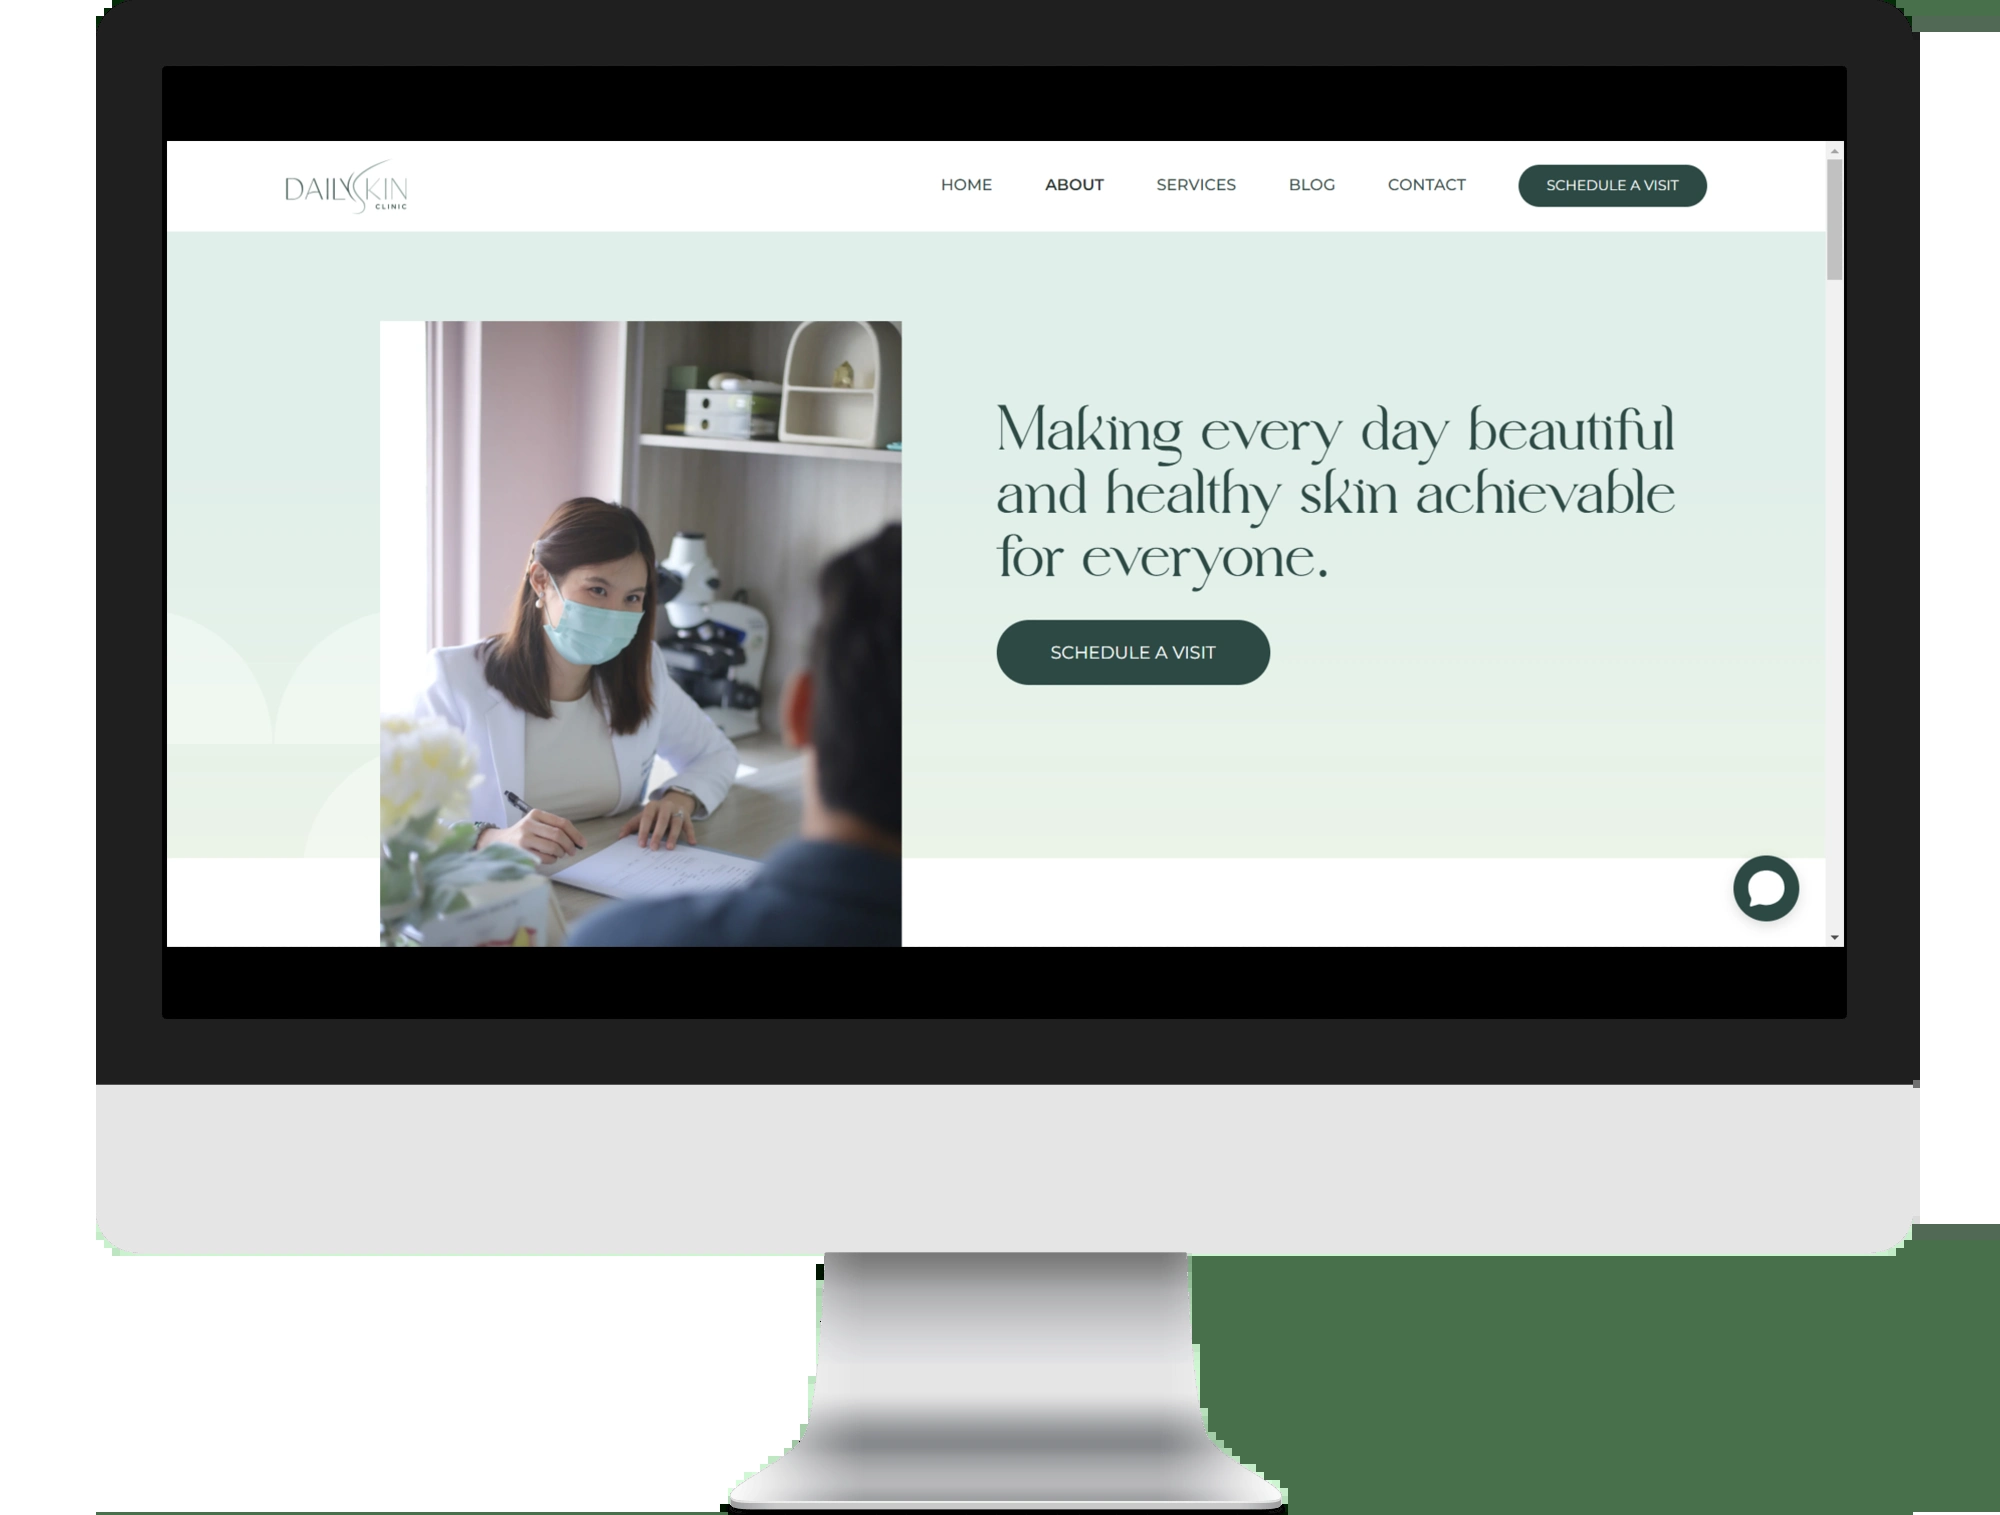 DAILYSKIN
CLINIC
HOME ABOUT SERVICES BLOG CONTACT SCHEDULE A VISIT
Making every day beautiful
and healthy skin achievable
for everyone.
SCHEDULE A VISIT